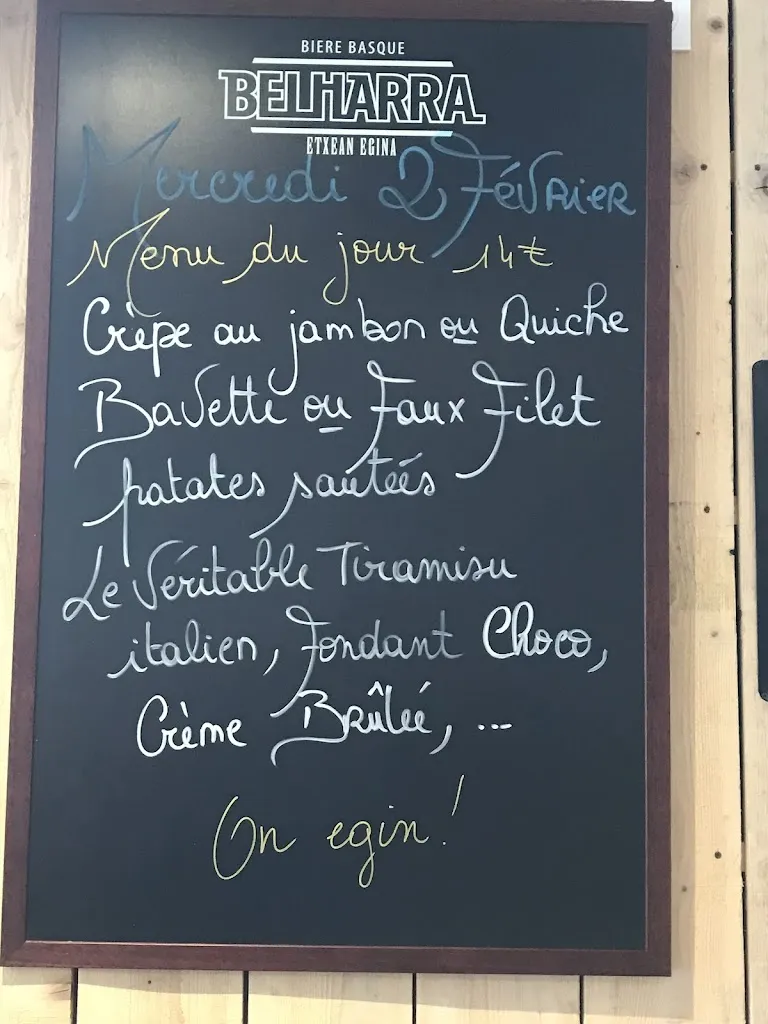 BIERE BASQUE
BELHARRA
ETXEAN EGINA
Mercredi 2 Février
Menu du jour 14€
Crêpe au jambon ou Quiche
Bavette ou Faux Filet
patates sautées
Le Véritable Tiramisu
italien, Fondant Choco,
Crème Brûlée, ...
On egin!